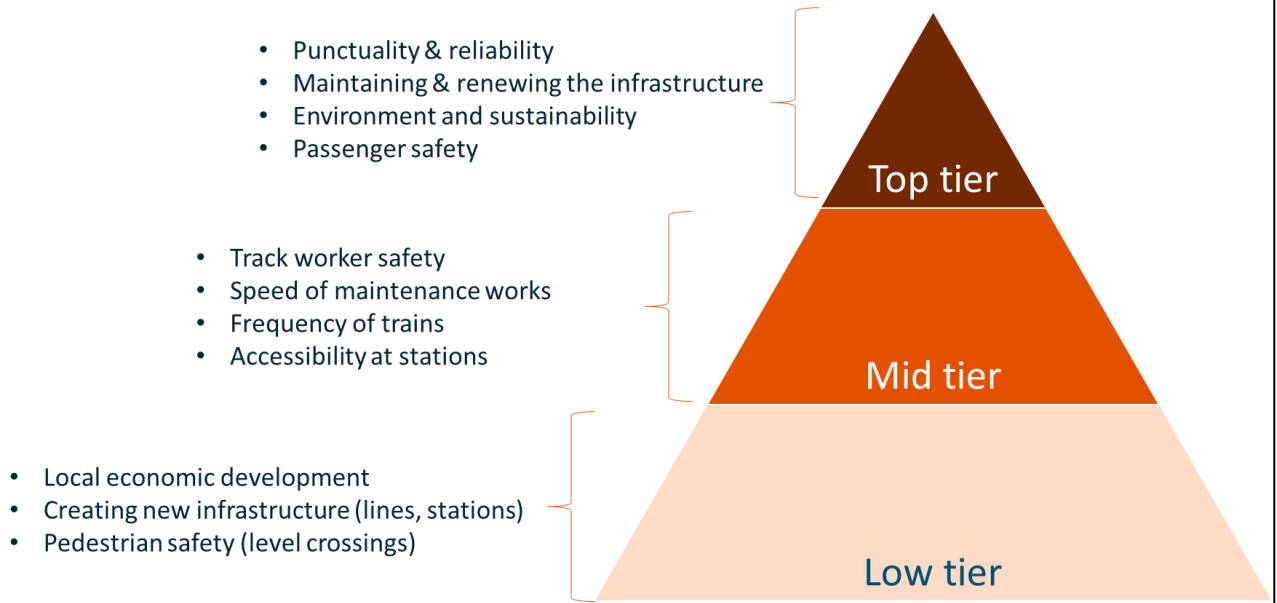 • Punctuality & reliability
• Maintaining & renewing the infrastructure
• Environment and sustainability
• Passenger safety
Top tier
• Track worker safety
• Speed of maintenance works
• Frequency of trains
• Accessibility at stations
Mid tier
• Local economic development
• Creating new infrastructure (lines, stations)
• Pedestrian safety (level crossings)
Low tier